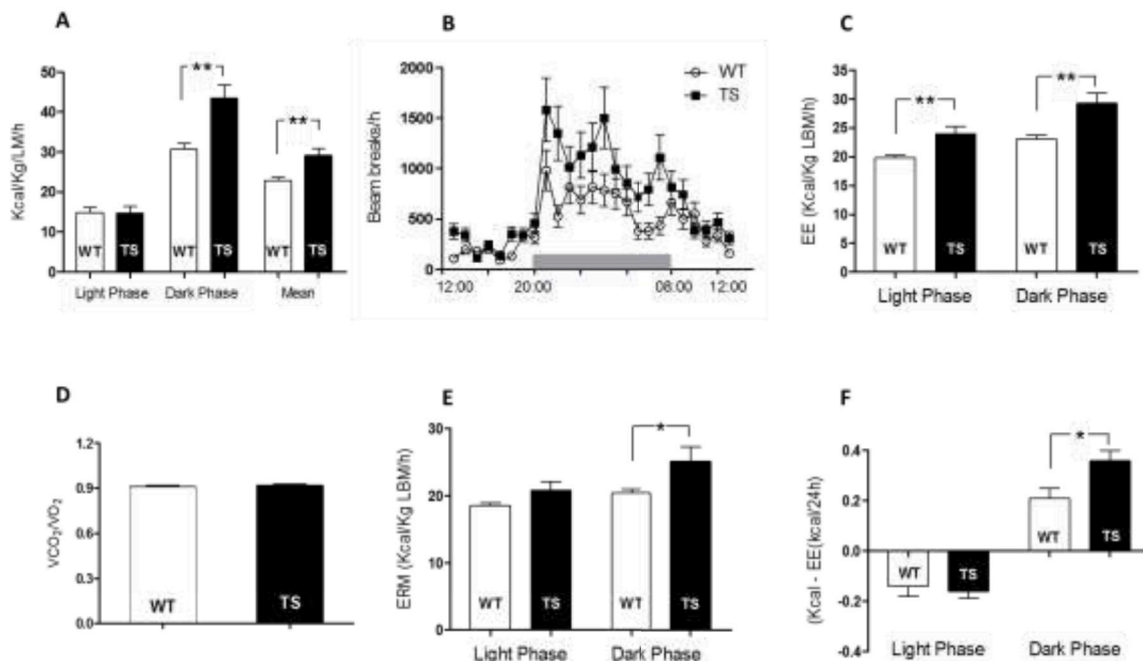 A
Kcal/Kg/LM/h
50
40
30
20
10
0
**
**
WT
TS
WT
TS
WT
TS
Light Phase Dark Phase Mean
B
Beam breaks/h
2000
1500
1000
500
0
WT
TS
12:00 20:00 08:00 12:00
C
EE (Kcal/Kg LBM/h)
35
30
25
20
15
10
5
0
**
**
WT
TS
WT
TS
Light Phase Dark Phase
D
VCO2/VO2
1.2
0.9
0.6
0.3
0.0
WT
TS
E
ERM (Kcal/Kg LBM/h)
30
20
10
0
*
WT
TS
WT
TS
Light Phase Dark Phase
F
(Kcal - EE(kcal/24h)
0.4
0.2
0.0
-0.2
-0.4
*
WT
TS
WT
TS
Light Phase Dark Phase